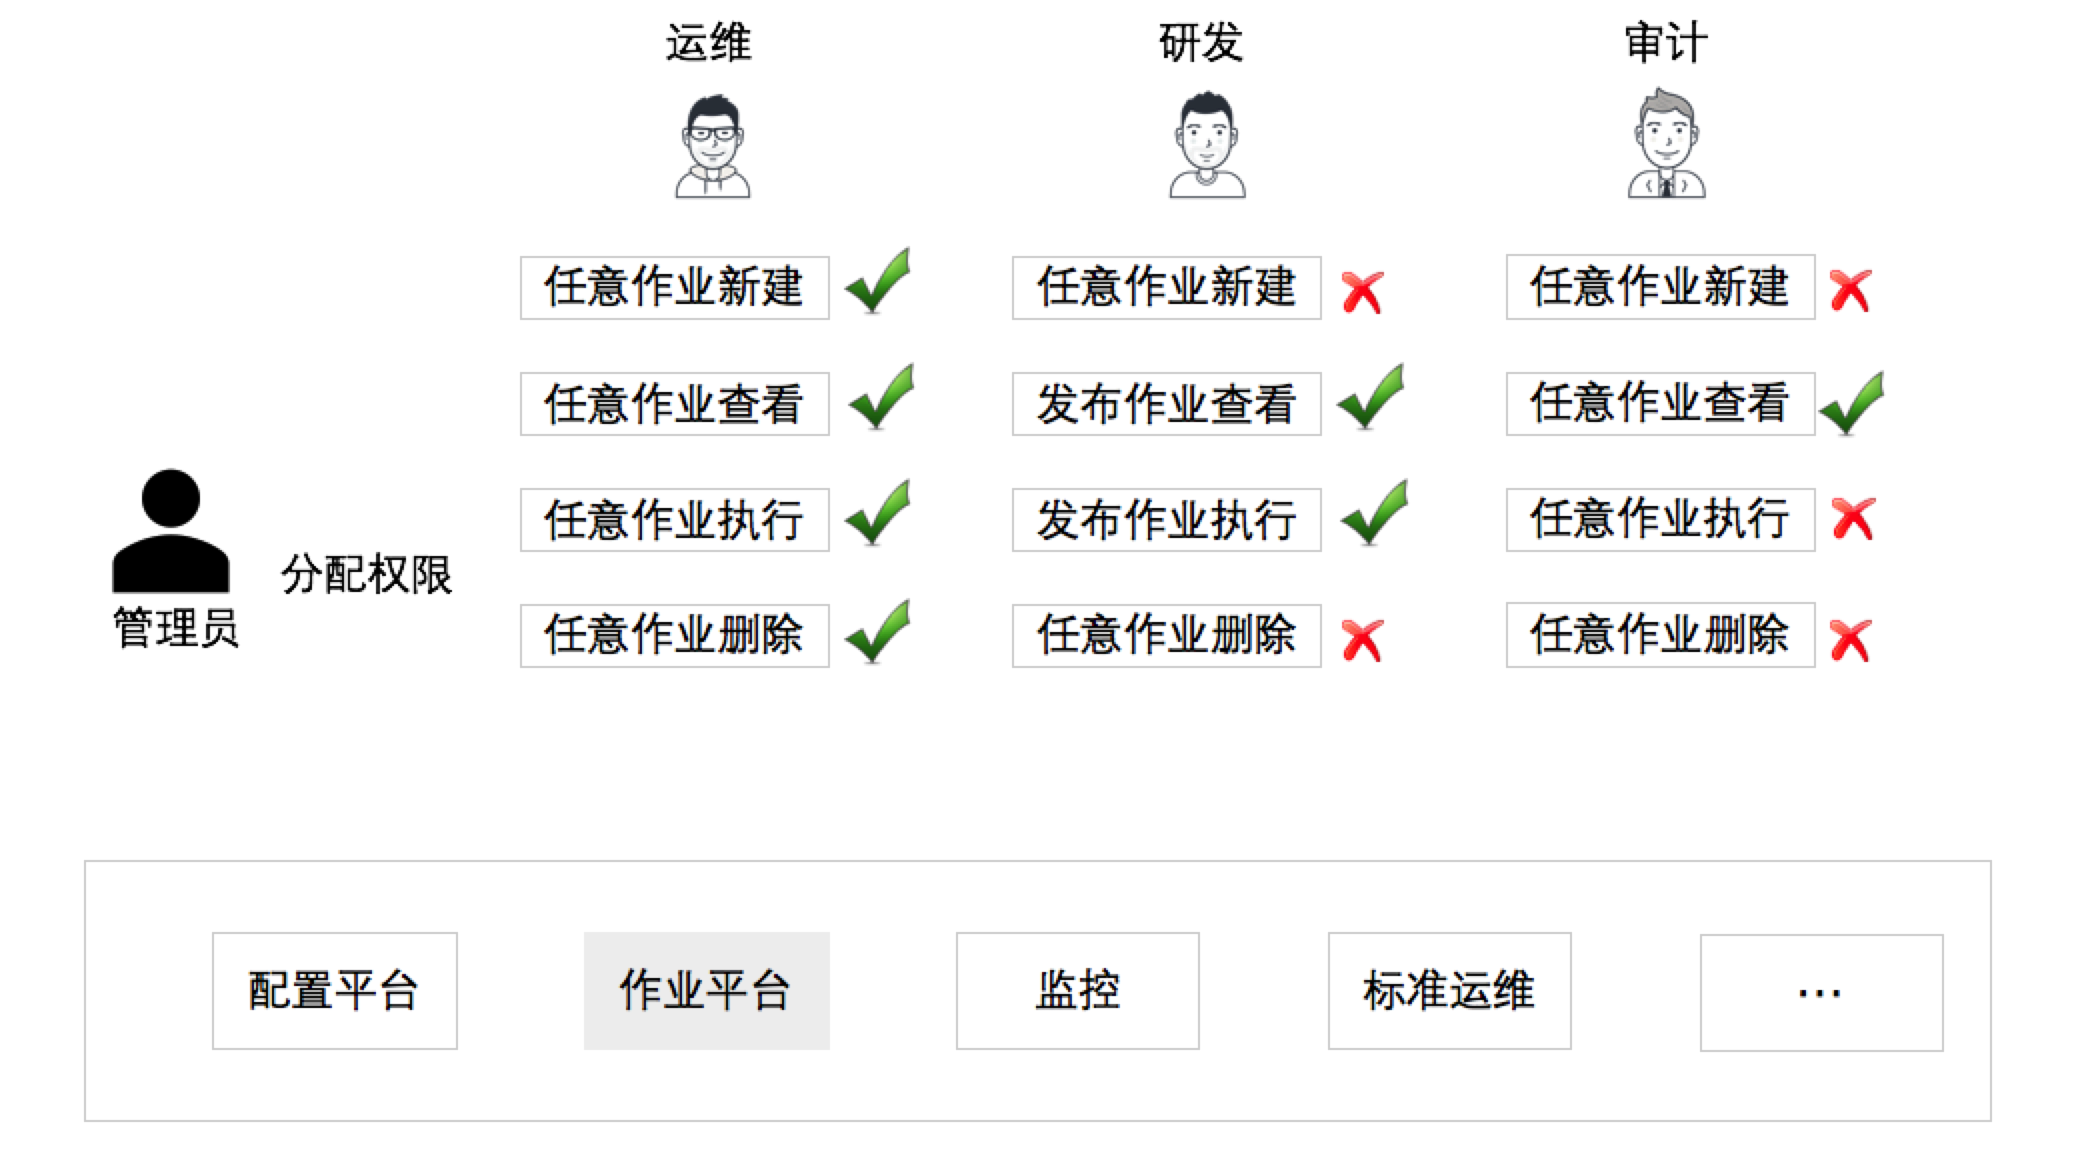 运维 研发 审计
任意作业新建 任意作业新建 任意作业新建
任意作业查看 发布作业查看 任意作业查看
任意作业执行 发布作业执行 任意作业执行
分配权限
管理员
任意作业删除 任意作业删除 任意作业删除
配置平台 作业平台 监控 标准运维 ...